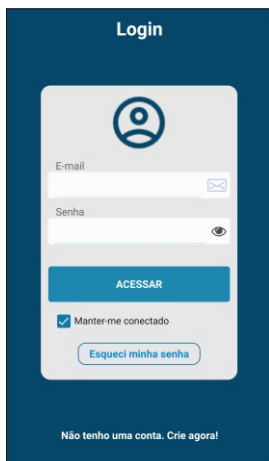 Login
E-mail
Senha
ACESSAR
Manter-me conectado
Esqueci minha senha
Não tenho uma conta. Crie agora!